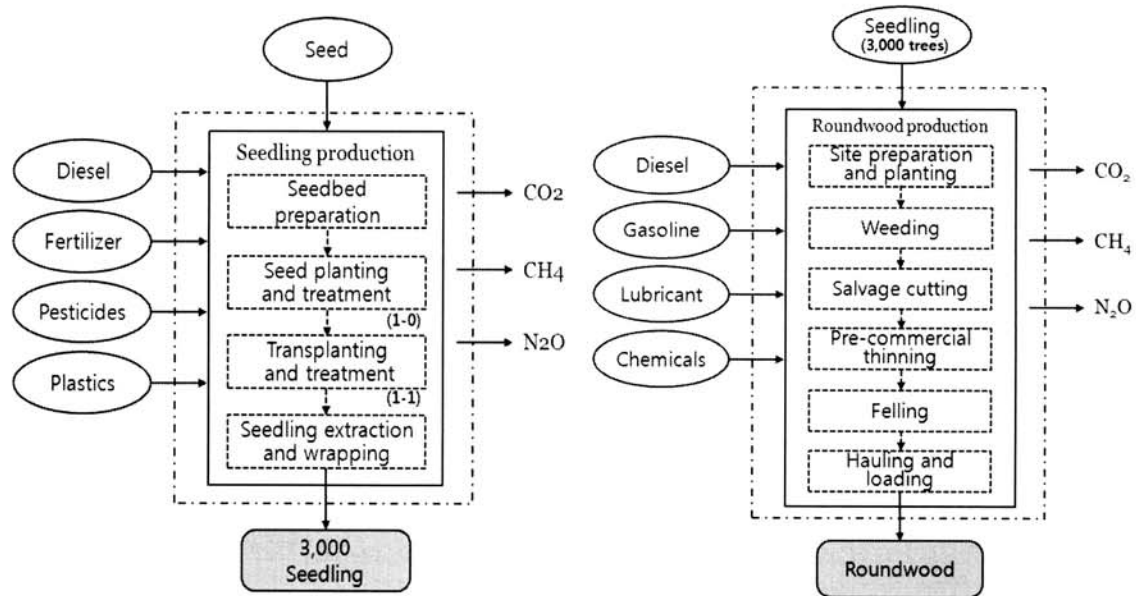 Seed
Seedling production
Diesel
Fertilizer
Pesticides
Plastics
Seedbed
preparation
Seed planting
and treatment
(1-0)
Transplanting
and treatment
(1-1)
Seedling extraction
and wrapping
CO2
CH4
N2O
3,000
Seedling
Seedling
(3,000 trees)
Roundwood production
Diesel
Gasoline
Lubricant
Chemicals
Site preparation
and planting
Weeding
Salvage cutting
Pre-commercial
thinning
Felling
Hauling and
loading
CO₂
CH₄
N₂O
Roundwood